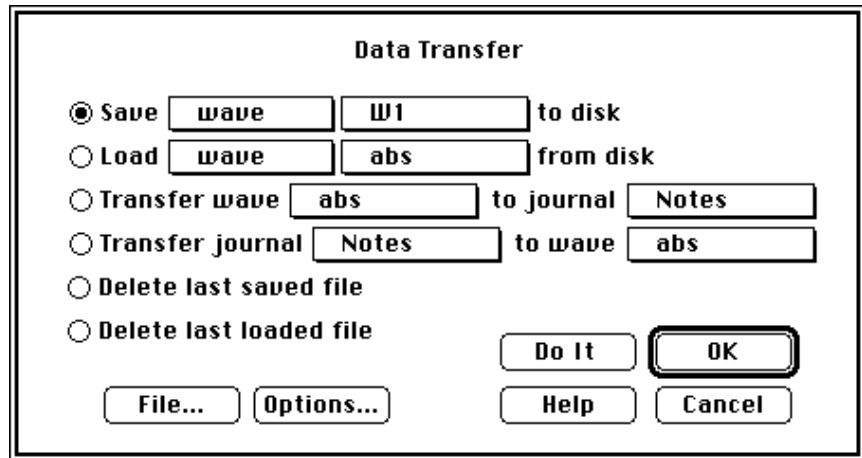 Data Transfer
Save wave W1 to disk
Load wave abs from disk
Transfer wave abs to journal Notes
Transfer journal Notes to wave abs
Delete last saved file
Delete last loaded file
Do It OK
File... Options... Help Cancel